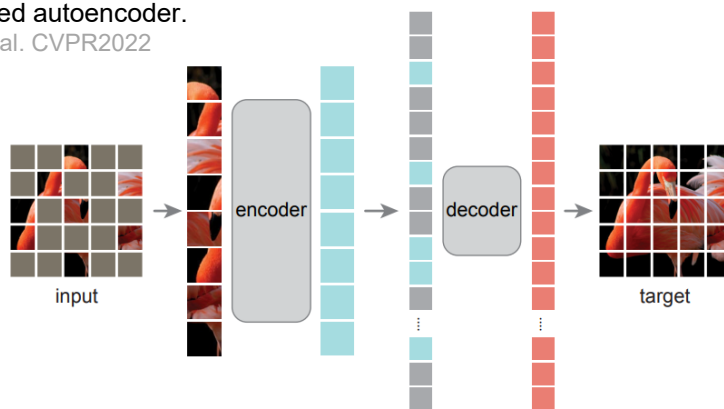 ed autoencoder.
al. CVPR2022
input
encoder
decoder
target